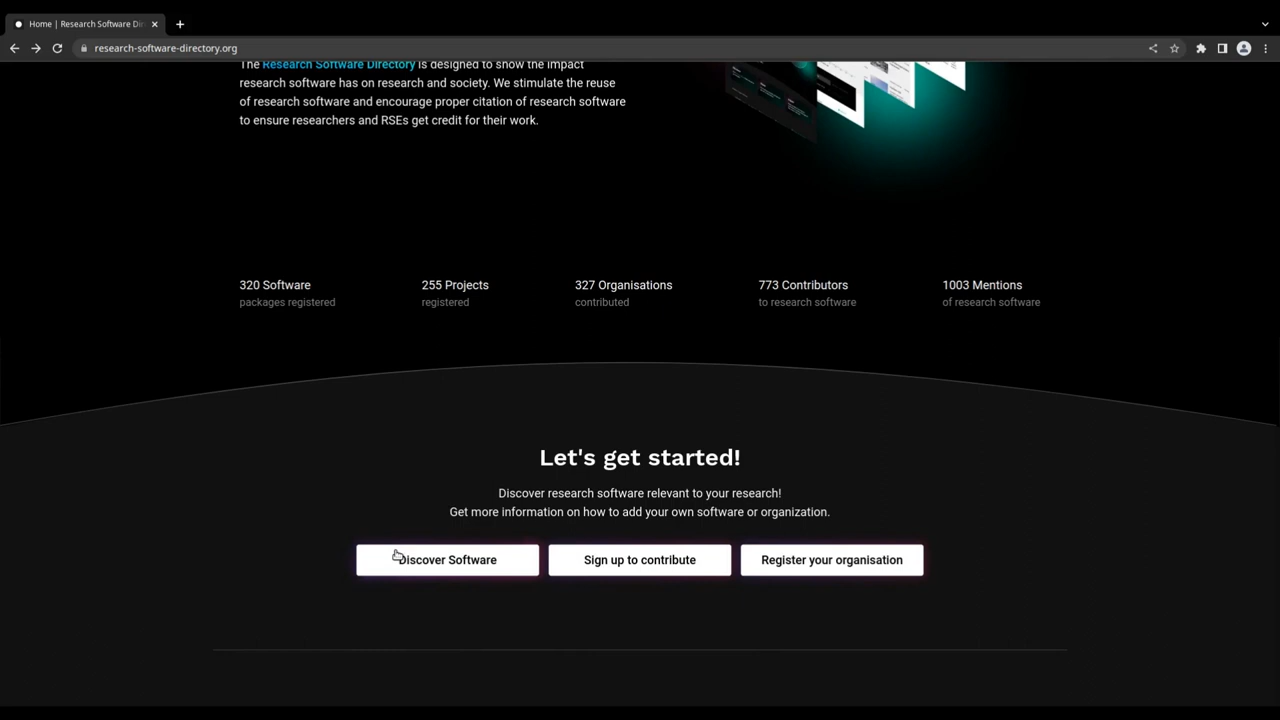 Home | Research Software Dir
research-software-directory.org
The Research Software Directory is designed to show the impact
research software has on research and society. We stimulate the reuse
of research software and encourage proper citation of research software
to ensure researchers and RSEs get credit for their work.
320 Software
packages registered
255 Projects
registered
327 Organisations
contributed
773 Contributors
to research software
1003 Mentions
of research software
Let's get started!
Discover research software relevant to your research!
Get more information on how to add your own software or organization.
Discover Software
Sign up to contribute
Register your organisation